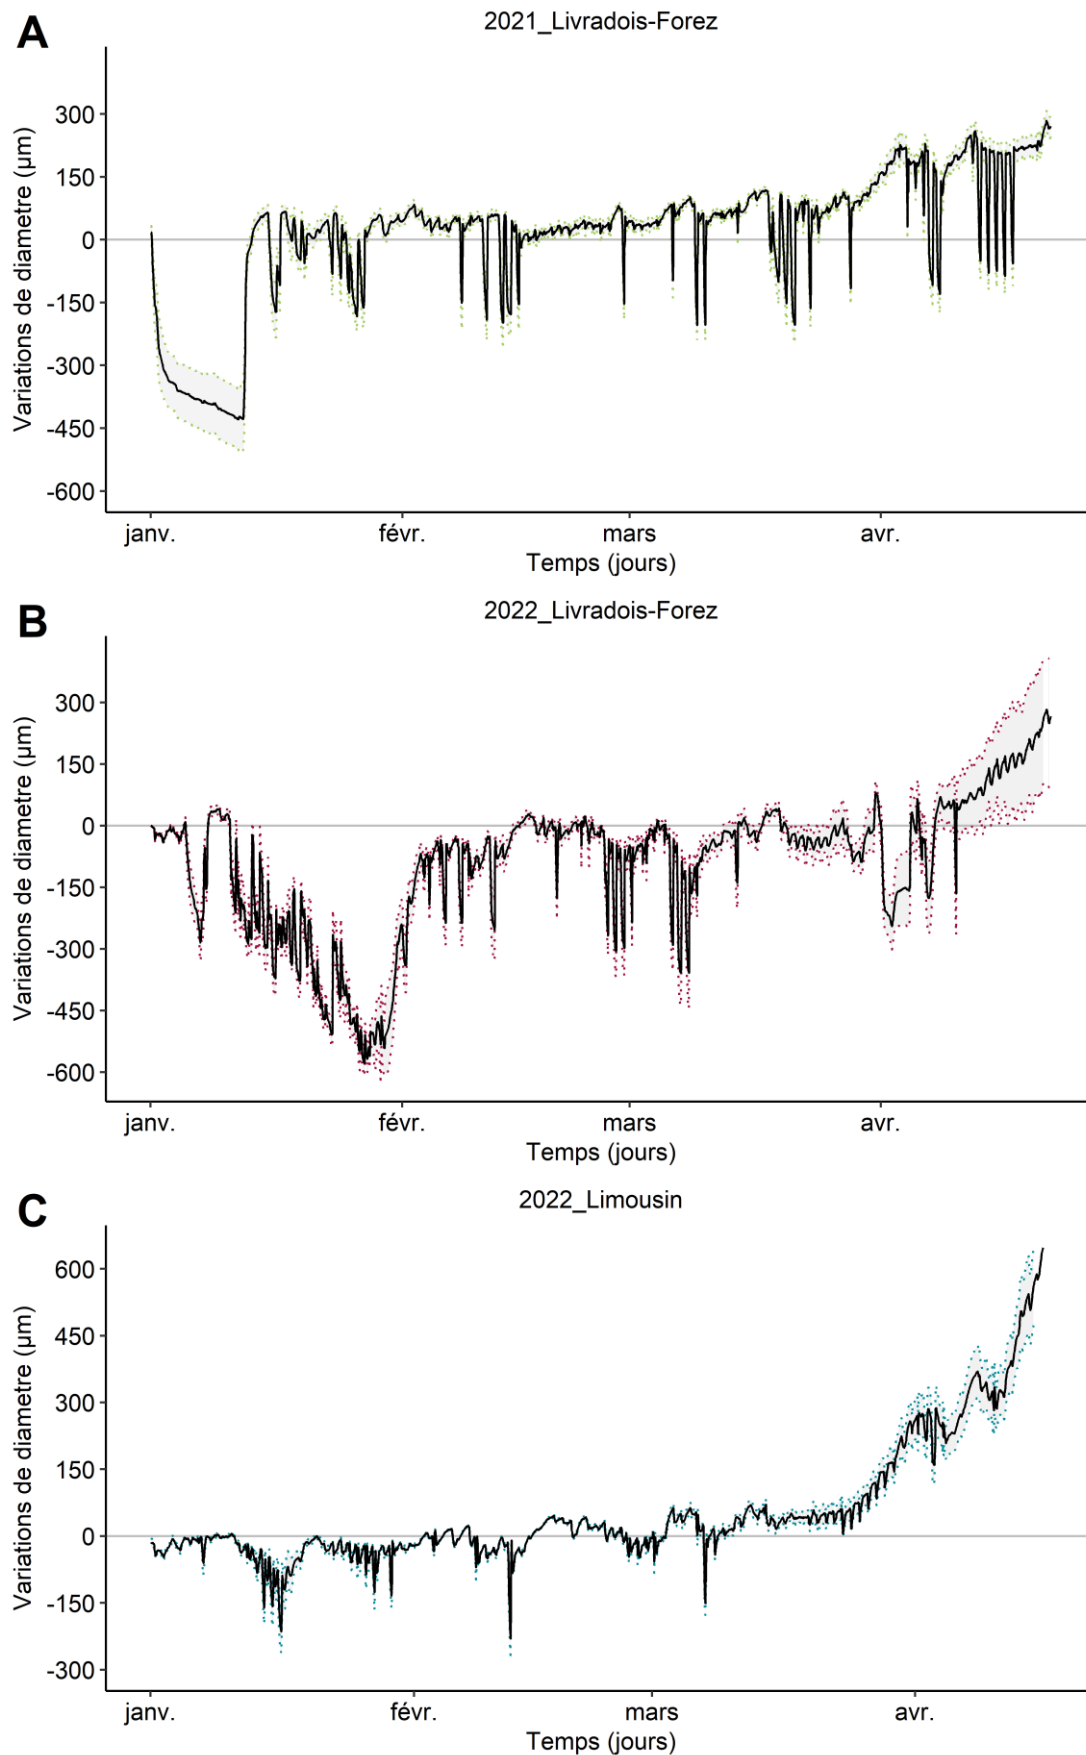 A
2021_Livradois-Forez
Variations de diametre (µm)
300
150
0
-150
-300
-450
-600
janv. févr. mars avr.
Temps (jours)
B
2022_Livradois-Forez
Variations de diametre (µm)
300
150
0
-150
-300
-450
-600
janv. févr. mars avr.
Temps (jours)
C
2022_Limousin
Variations de diametre (µm)
600
450
300
150
0
-150
-300
janv. févr. mars avr.
Temps (jours)